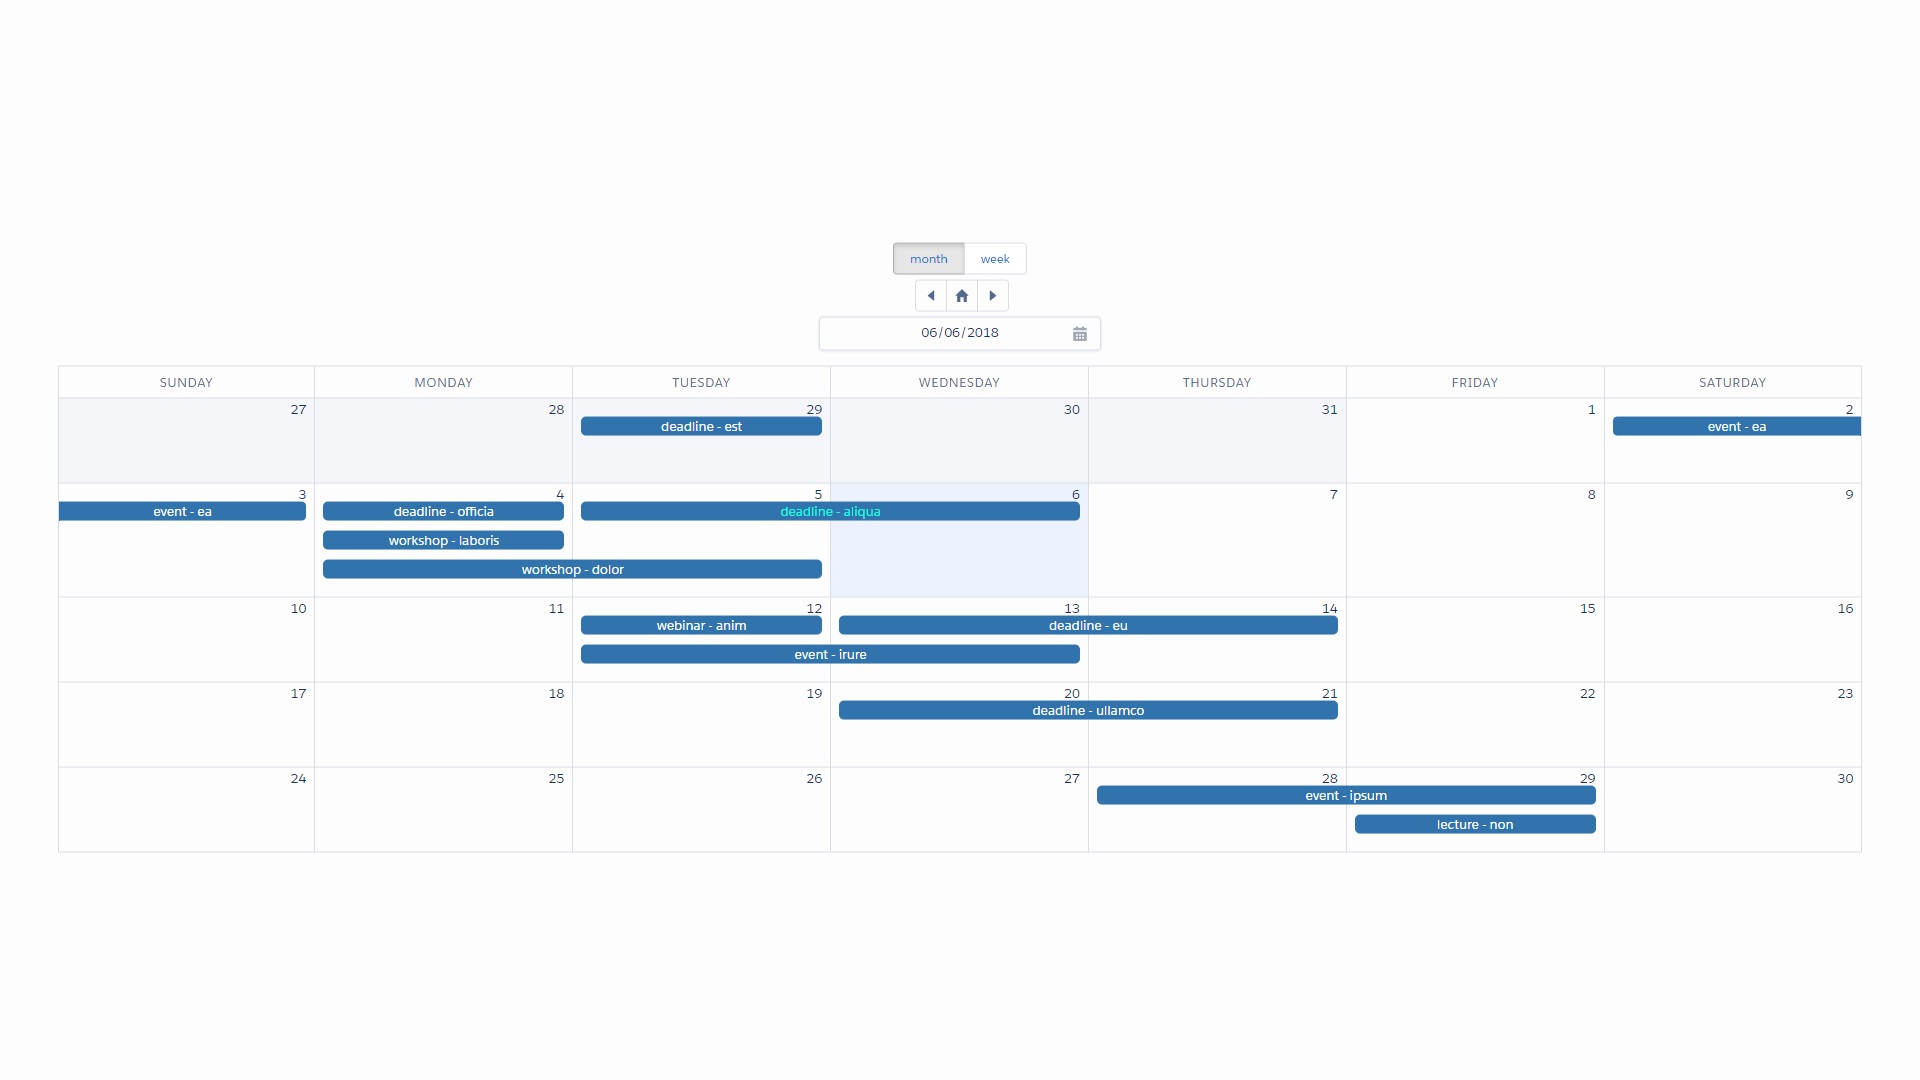 month week
06/06/2018
SUNDAY MONDAY TUESDAY WEDNESDAY THURSDAY FRIDAY SATURDAY
27 28 29 30 31 1 2
deadline - est event - ea
3 4 5 6 7 8 9
event - ea deadline - officia deadline - aliqua
workshop - laboris
workshop - dolor
10 11 12 13 14 15 16
webinar - anim deadline - eu
event - irure
17 18 19 20 21 22 23
deadline - ullamco
24 25 26 27 28 29 30
event - ipsum
lecture - non